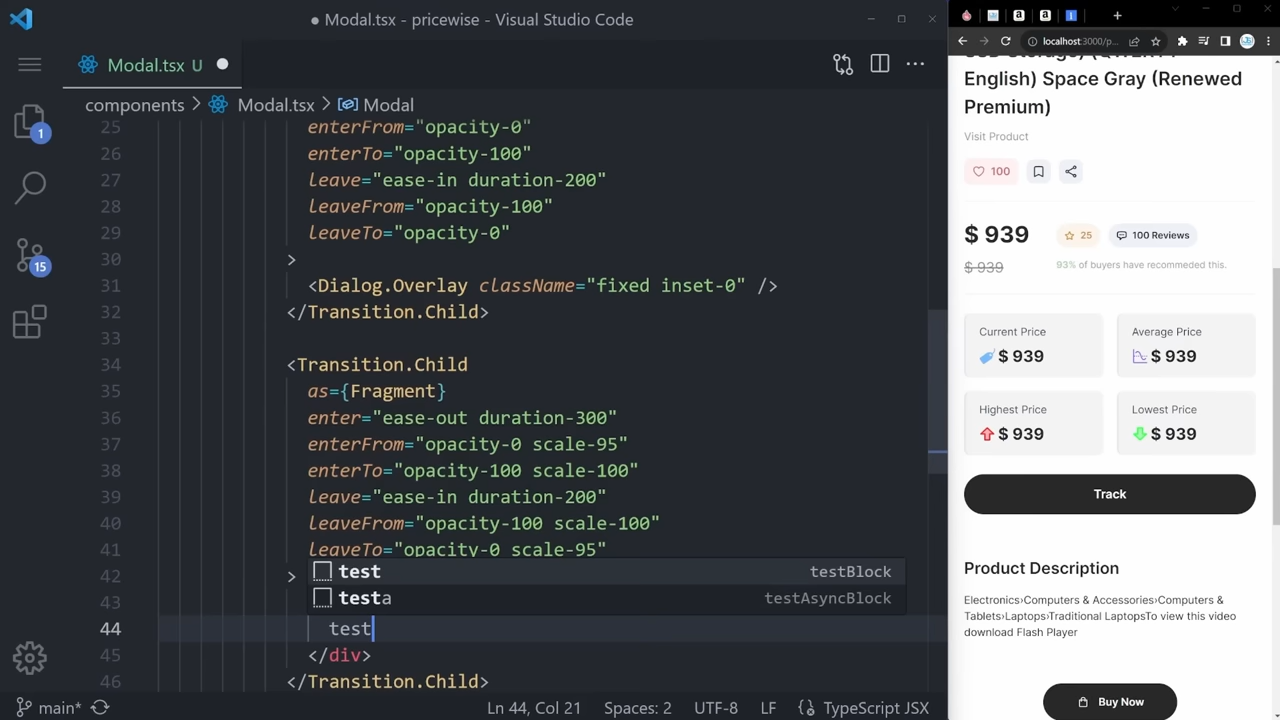 ● Modal.tsx - pricewise - Visual Studio Code
Modal.tsx U
components > Modal.tsx > Modal
25 enterFrom="opacity-0"
26 enterTo="opacity-100"
27 leave="ease-in duration-200"
28 leaveFrom="opacity-100"
29 leaveTo="opacity-0"
30 >
31 <Dialog.Overlay className="fixed inset-0" />
32 </Transition.Child>
33
34 <Transition.Child
35 as={Fragment}
36 enter="ease-out duration-300"
37 enterFrom="opacity-0 scale-95"
38 enterTo="opacity-100 scale-100"
39 leave="ease-in duration-200"
40 leaveFrom="opacity-100 scale-100"
41 leaveTo="opacity-0 scale-95"
42 >
test testBlock
43
testa testAsyncBlock
44 test
45 </div>
46 </Transition.Child>
1
15
main* Ln 44, Col 21 Spaces: 2 UTF-8 LF TypeScript JSX
localhost:3000/p...
English) Space Gray (Renewed
Premium)
Visit Product
100
$ 939 25 100 Reviews
$ 939 93% of buyers have recommeded this.
Current Price Average Price
$ 939 $ 939
Highest Price Lowest Price
$ 939 $ 939
Track
Product Description
Electronics›Computers & Accessories›Computers &
Tablets›Laptops›Traditional LaptopsTo view this video
download Flash Player
Buy Now